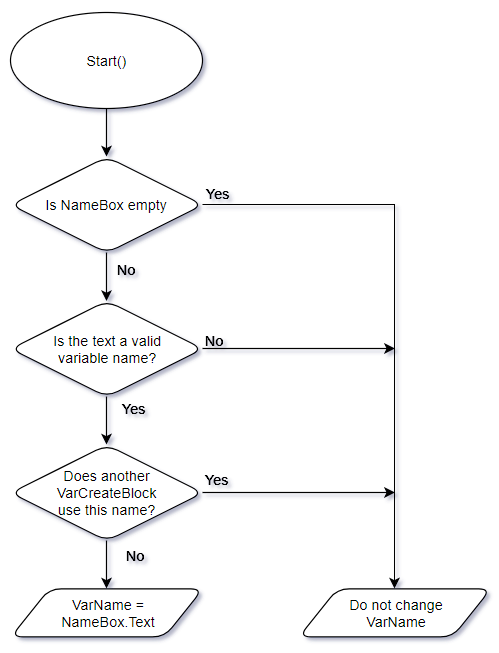 Start()
Is NameBox empty
Yes
No
Is the text a valid
variable name?
No
Yes
Does another
VarCreateBlock
use this name?
Yes
No
VarName =
NameBox.Text
Do not change
VarName